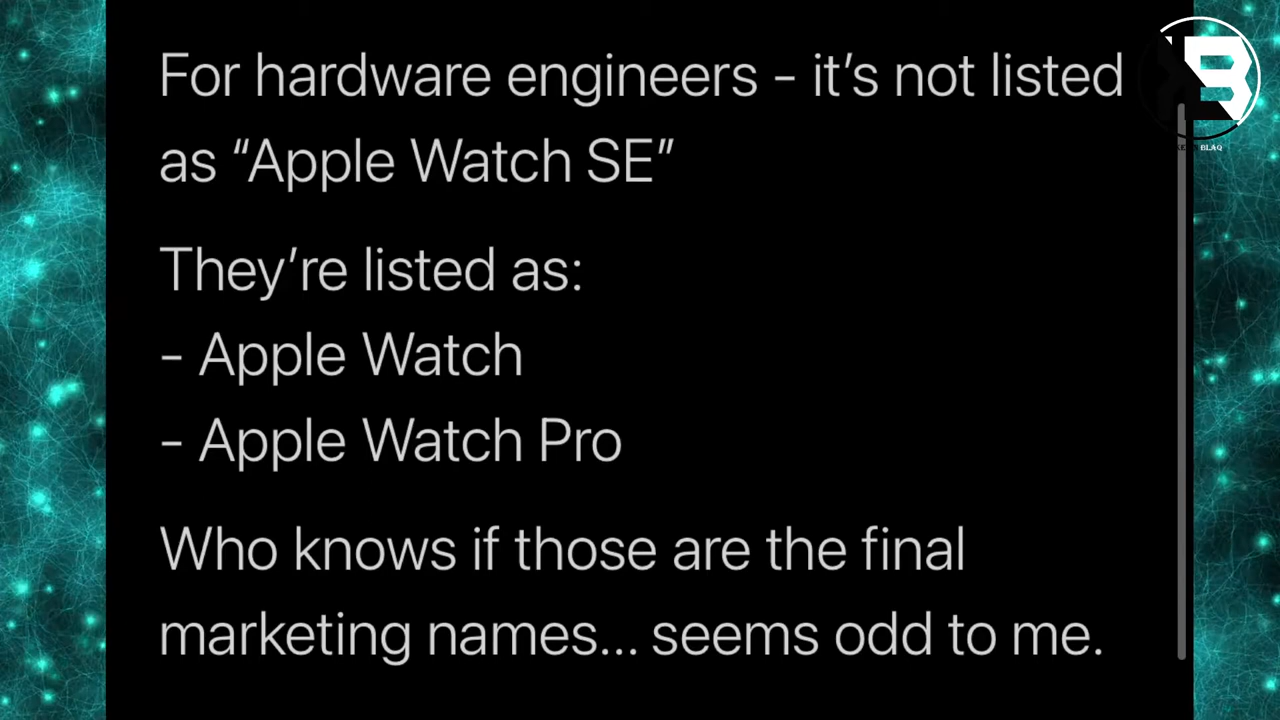 For hardware engineers - it’s not listed
as “Apple Watch SE”
They’re listed as:
- Apple Watch
- Apple Watch Pro
Who knows if those are the final
marketing names... seems odd to me.
BLAQ